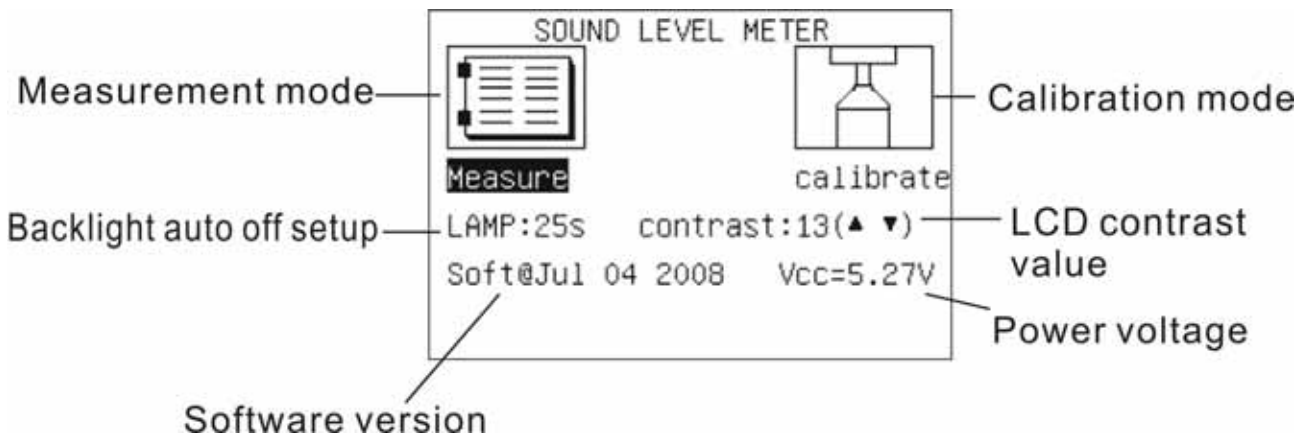 SOUND LEVEL METER
Measurement mode
Calibration mode
Measure
calibrate
Backlight auto off setup
LAMP:25s contrast:13(▲ ▼)
LCD contrast
value
Soft@Jul 04 2008 Vcc=5.27V
Power voltage
Software version